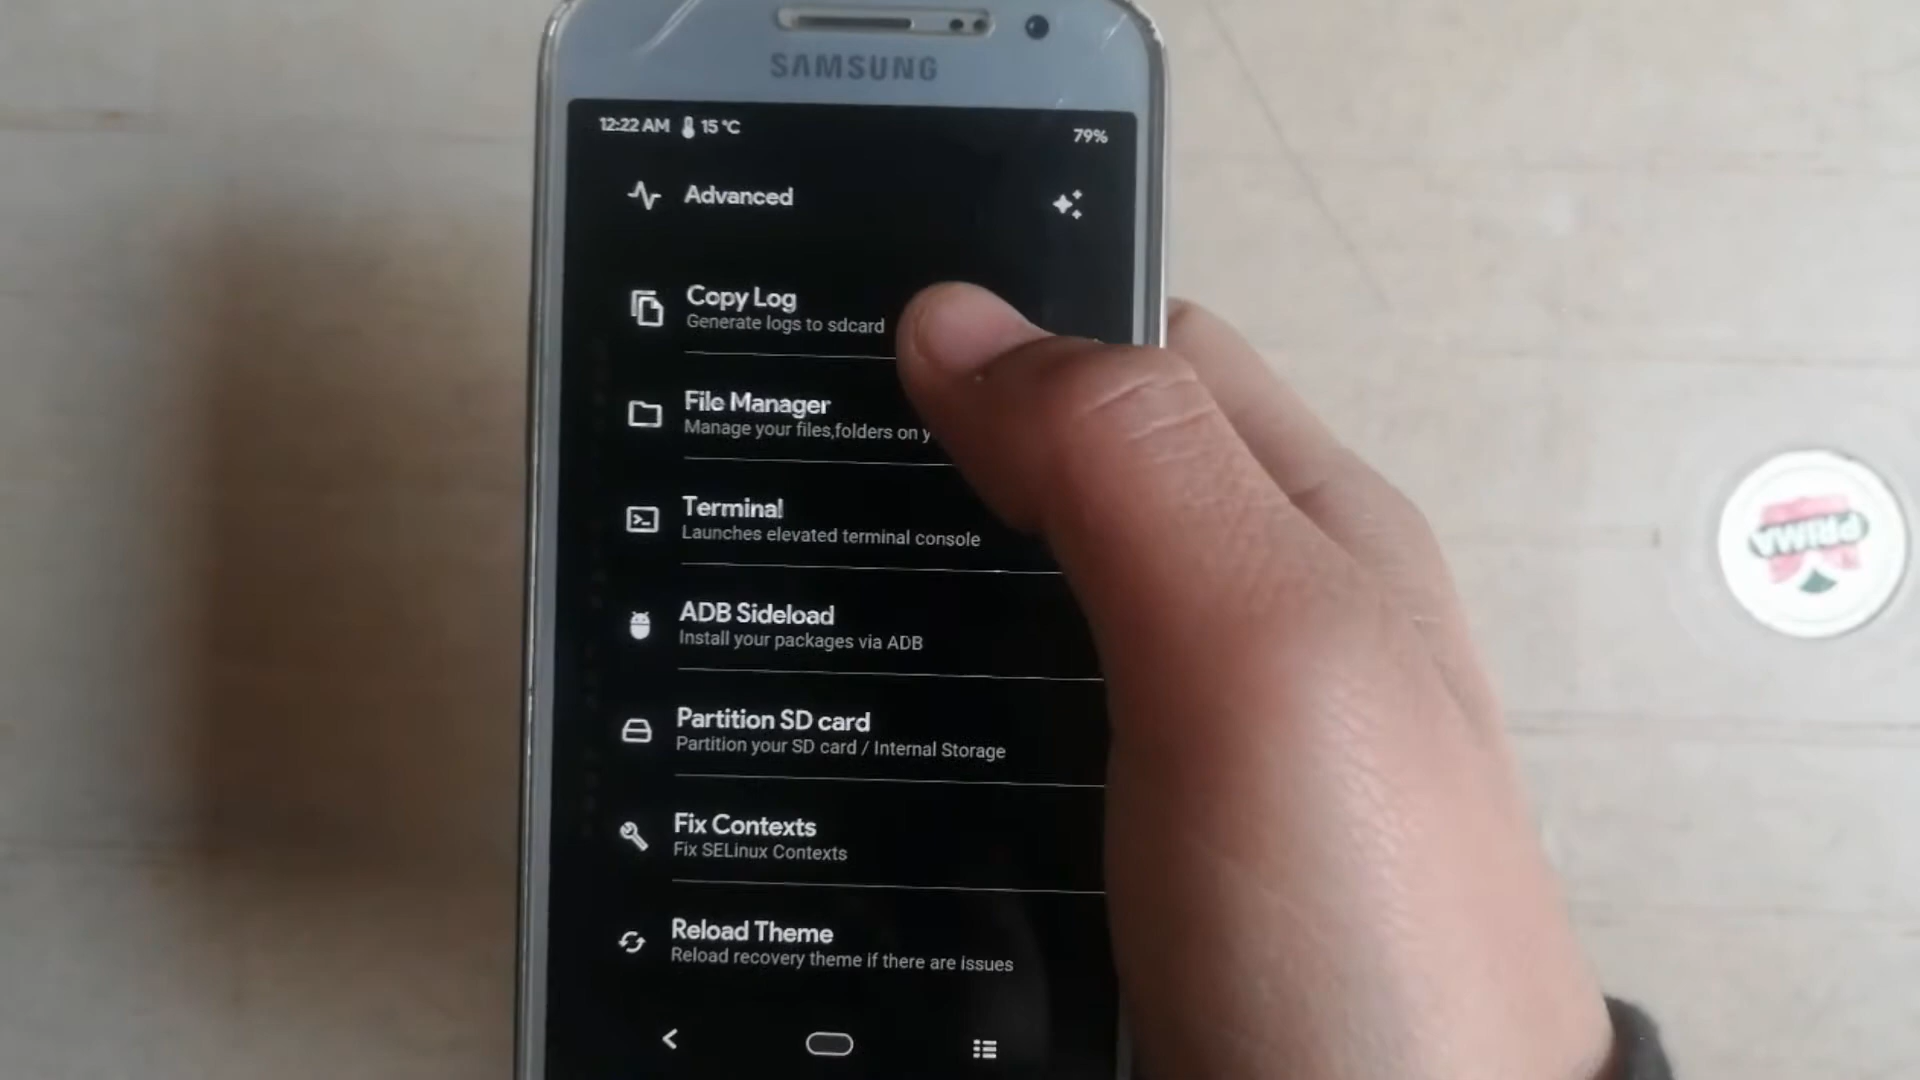 SAMSUNG
12:22 AM 15 °C
79%
Advanced
Copy Log
Generate logs to sdcard
File Manager
Manage your files,folders on y
Terminal
Launches elevated terminal console
ADB Sideload
Install your packages via ADB
Partition SD card
Partition your SD card / Internal Storage
Fix Contexts
Fix SELinux Contexts
Reload Theme
Reload recovery theme if there are issues
PRIMA